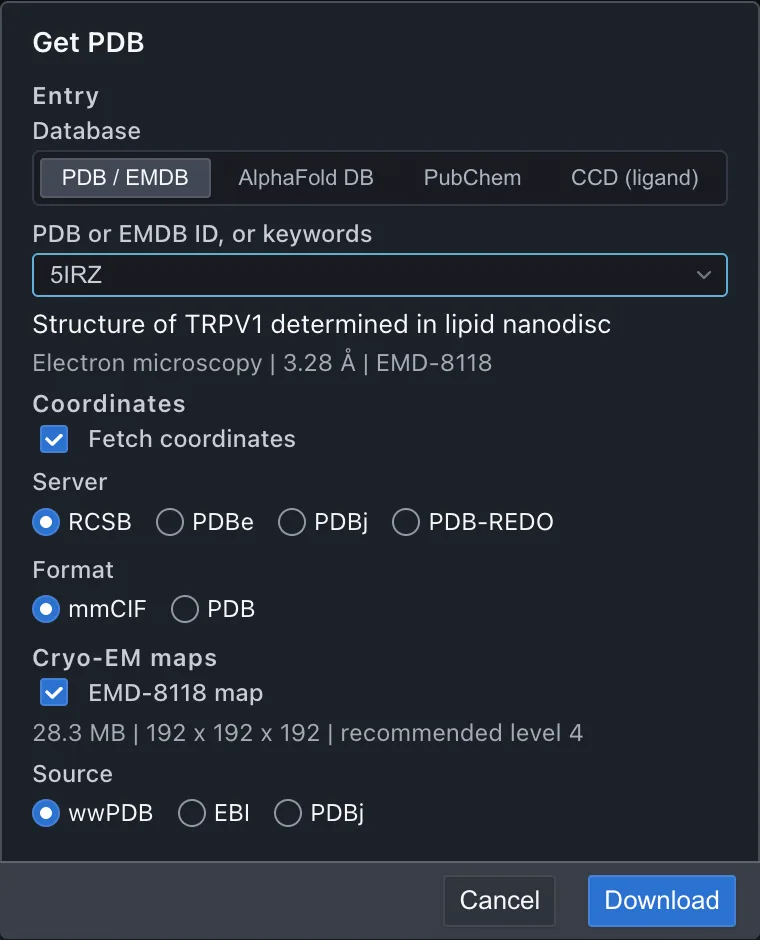 Get PDB
Entry
Database
PDB / EMDB AlphaFold DB PubChem CCD (ligand)
PDB or EMDB ID, or keywords
5IRZ
Structure of TRPV1 determined in lipid nanodisc
Electron microscopy | 3.28 Å | EMD-8118
Coordinates
Fetch coordinates
Server
RCSB PDBe PDBj PDB-REDO
Format
mmCIF PDB
Cryo-EM maps
EMD-8118 map
28.3 MB | 192 x 192 x 192 | recommended level 4
Source
wwPDB EBI PDBj
Cancel Download